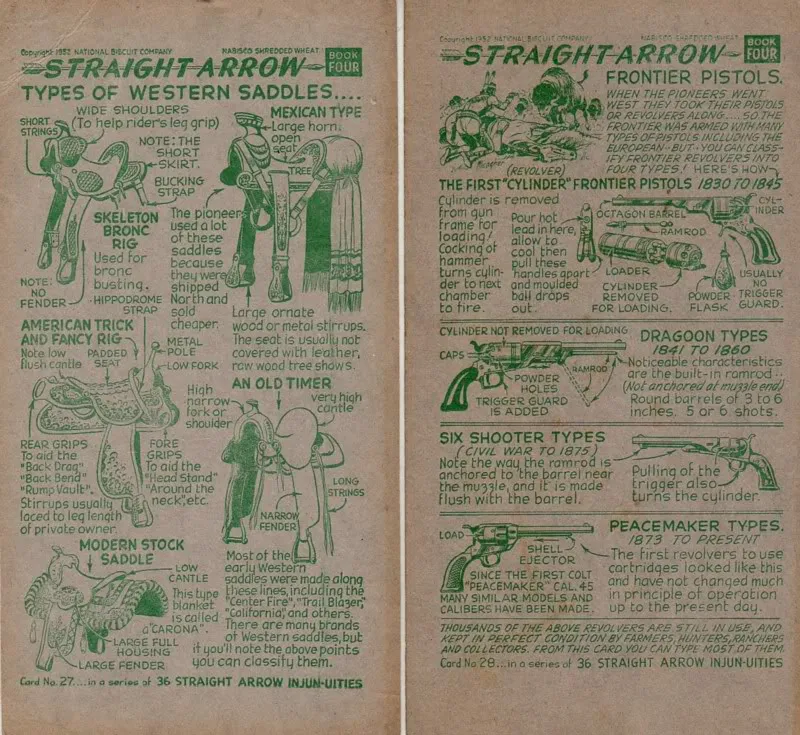 Copyright 1952 NATIONAL BISCUIT COMPANY NABISCO SHREDDED WHEAT
STRAIGHT ARROW
BOOK FOUR
TYPES OF WESTERN SADDLES....
WIDE SHOULDERS
(To help rider's leg grip)
SHORT
STRINGS
NOTE: THE
SHORT
SKIRT.
BUCKING
STRAP
SKELETON
BRONC
RIG
Used for
bronc
busting.
NOTE:
NO
FENDER
MEXICAN TYPE
Large horn,
open
seat
TREE
The pioneer
used a lot
of these
saddles
because
they were
shipped
North and
sold
cheaper.
Large ornate
wood or metal stirrups.
The seat is usually not
covered with leather,
raw wood tree shows.
HIPPODROME
STRAP
AMERICAN TRICK
AND FANCY RIG
Note low
flush cantle
PADDED
SEAT
METAL
POLE
LOW FORK
REAR GRIPS
To aid the
"Back Drag"
"Back Bend"
"Rump Vault".
FORE
GRIPS
To aid the
"Head Stand"
"Around the
neck", etc.
Stirrups usually
laced to leg length
of private owner.
AN OLD TIMER
High
narrow
fork or
shoulder
very high
cantle
LONG
STRINGS
NARROW
FENDER
Most of the
early Western
saddles were made along
these lines, including the
"Center Fire", "Trail Blazer,"
"California", and others.
There are many brands
of Western saddles, but
if you'll note the above points
you can classify them.
MODERN STOCK
SADDLE
LOW
CANTLE
This type
blanket
is called
a "CARONA".
LARGE FULL
HOUSING
LARGE FENDER
Card No. 27....in a series of 36 STRAIGHT ARROW INJUN-UITIES
Copyright 1952 NATIONAL BISCUIT COMPANY NABISCO SHREDDED WHEAT
STRAIGHT ARROW
BOOK FOUR
FRONTIER PISTOLS.
WHEN THE PIONEERS WENT
WEST THEY TOOK THEIR PISTOLS
OR REVOLVERS ALONG....SO THE
FRONTIER WAS ARMED WITH MANY
TYPES OF PISTOLS INCLUDING THE
EUROPEAN--BUT--YOU CAN CLASS-
IFY FRONTIER REVOLVERS INTO
FOUR TYPES! HERE'S HOW
(REVOLVER)
THE FIRST "CYLINDER" FRONTIER PISTOLS 1830 TO 1845
Cylinder is removed
from gun
frame for
loading!
Cocking of
hammer
turns cylin-
der to next
chamber
to fire.
Pour hot
lead in here,
allow to
cool then
pull these
handles apart
and moulded
ball drops
out.
OCTAGON BARREL
CYL-
INDER
RAMROD
LOADER
CYLINDER
REMOVED
FOR LOADING.
POWDER
FLASK
USUALLY
NO
TRIGGER
GUARD.
CYLINDER NOT REMOVED FOR LOADING
CAPS
RAMROD
POWDER
HOLES
TRIGGER GUARD
IS ADDED
DRAGOON TYPES
1841 TO 1860
Noticeable characteristics
are the built-in ramrod--
(Not anchored at muzzle end)
Round barrels of 3 to 6
inches. 5 or 6 shots.
SIX SHOOTER TYPES
(CIVIL WAR TO 1875)
Note the way the ramrod is
anchored to the barrel near
the muzzle, and it is made
flush with the barrel.
Pulling of the
trigger also
turns the cylinder.
LOAD
SHELL
EJECTOR
SINCE THE FIRST COLT
"PEACEMAKER" CAL. 45
MANY SIMILAR MODELS AND
CALIBERS HAVE BEEN MADE.
PEACEMAKER TYPES.
1873 TO PRESENT
The first revolvers to use
cartridges looked like this
and have not changed much
in principle of operation
up to the present day.
THOUSANDS OF THE ABOVE REVOLVERS ARE STILL IN USE, AND
KEPT IN PERFECT CONDITION BY FARMERS, HUNTERS, RANCHERS
AND COLLECTORS. FROM THIS CARD YOU CAN TYPE MOST OF THEM.
Card No. 28...in a series of 36 STRAIGHT ARROW INJUN-UITIES